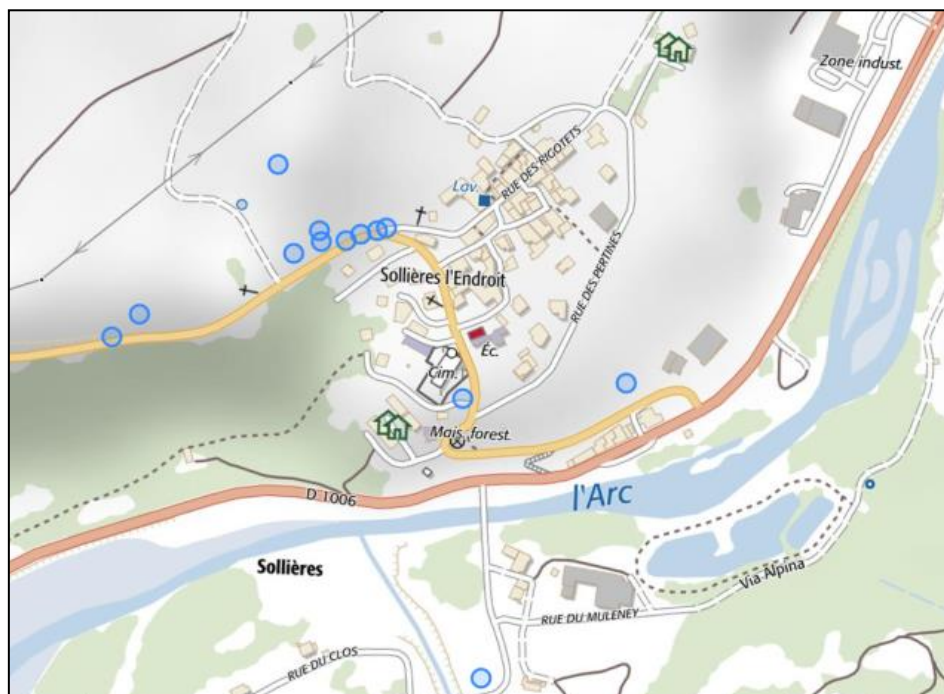 Zone indust.
RUE DES RIGOTETS
Lav.
Sollières l'Endroit
RUE DES PERTINES
Éc.
Cim.
Mais. forest.
D 1006
l'Arc
Sollières
Via Alpina
RUE DU MULENEY
RUE DU CLOS